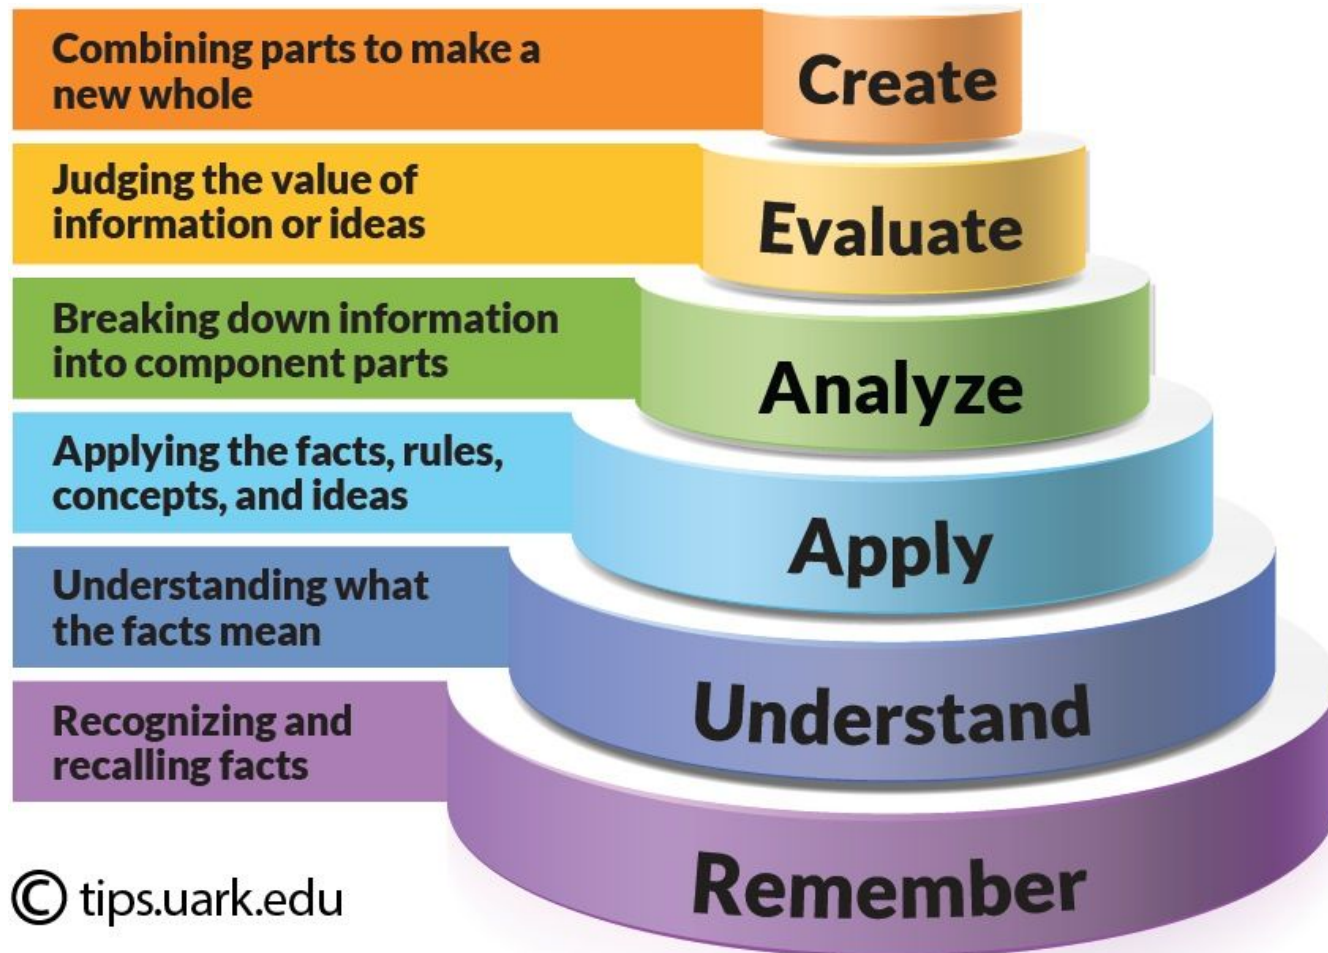 Combining parts to make a
new whole
Create
Judging the value of
information or ideas
Evaluate
Breaking down information
into component parts
Analyze
Applying the facts, rules,
concepts, and ideas
Apply
Understanding what
the facts mean
Understand
Recognizing and
recalling facts
Remember
© tips.uark.edu